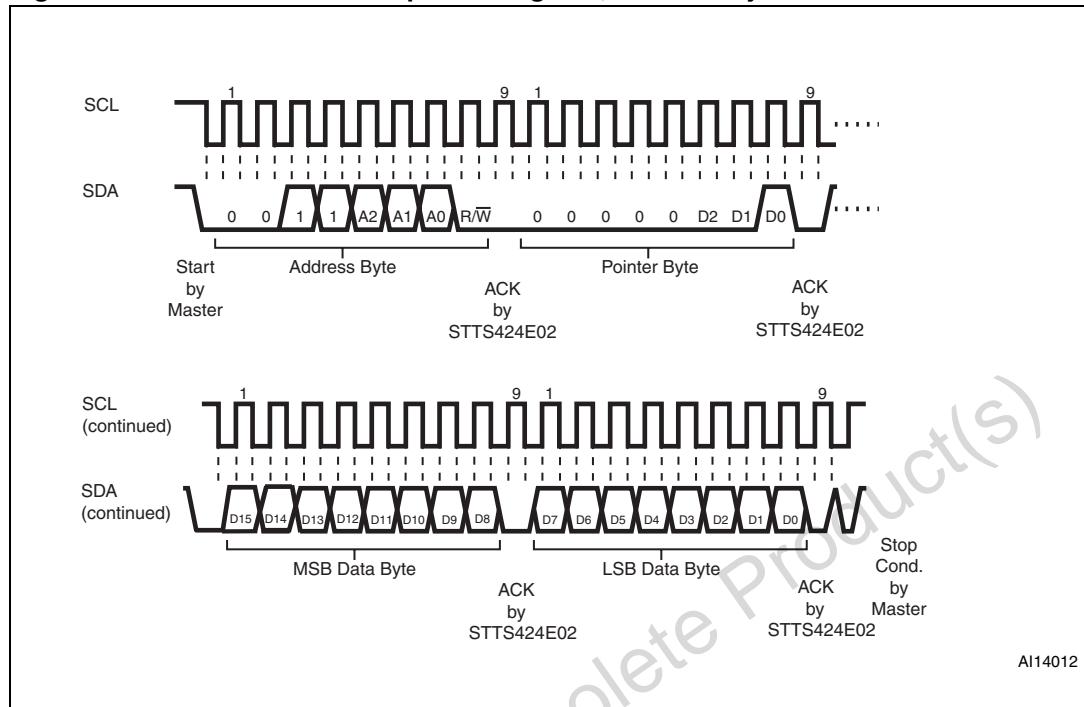 1 9 1 9
SCL
SDA
0 0 1 1 A2 A1 A0 R/W̅ 0 0 0 0 0 D2 D1 D0
Address Byte Pointer Byte
Start
by
Master
ACK
by
STTS424E02
ACK
by
STTS424E02
1 9 1 9
SCL
(continued)
SDA
(continued)
D15 D14 D13 D12 D11 D10 D9 D8 D7 D6 D5 D4 D3 D2 D1 D0
MSB Data Byte LSB Data Byte
ACK
by
STTS424E02
ACK
by
STTS424E02
Stop
Cond.
by
Master
AI14012
olete Product(s)